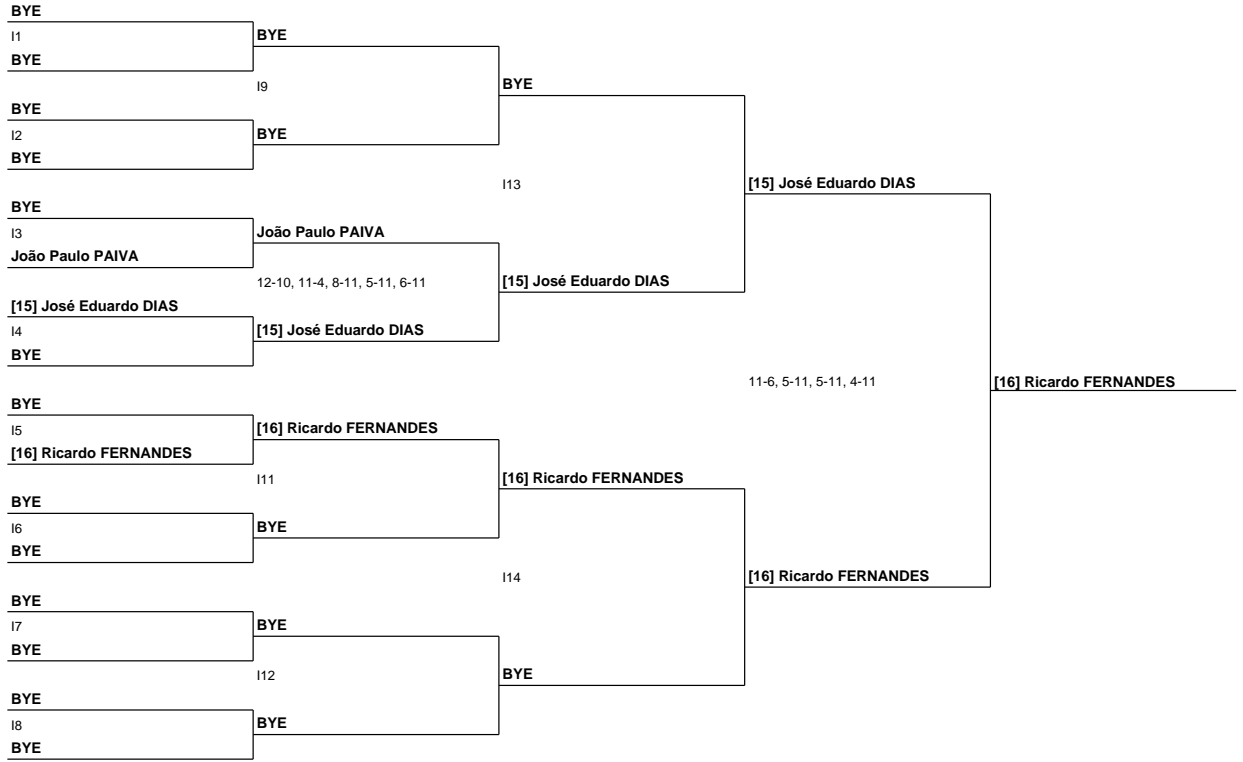 BYE
I1
BYE
BYE
I9
BYE
BYE
I2
BYE
BYE
I13
[15] José Eduardo DIAS
BYE
I3
João Paulo PAIVA
João Paulo PAIVA
12-10, 11-4, 8-11, 5-11, 6-11
[15] José Eduardo DIAS
[15] José Eduardo DIAS
I4
[15] José Eduardo DIAS
BYE
11-6, 5-11, 5-11, 4-11
[16] Ricardo FERNANDES
BYE
I5
[16] Ricardo FERNANDES
[16] Ricardo FERNANDES
I11
[16] Ricardo FERNANDES
BYE
I6
BYE
BYE
I14
[16] Ricardo FERNANDES
BYE
I7
BYE
BYE
I12
BYE
BYE
I8
BYE
BYE